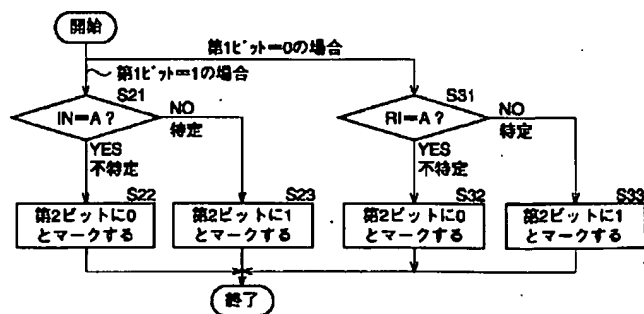 開始
第1ビット=0の場合
第1ビット=1の場合
S21
IN=A?
NO
特定
YES
不特定
S31
RI=A?
NO
特定
YES
不特定
S22
第2ビットに0
とマークする
S23
第2ビットに1
とマークする
S32
第2ビットに0
とマークする
S33
第2ビットに1
とマークする
終了